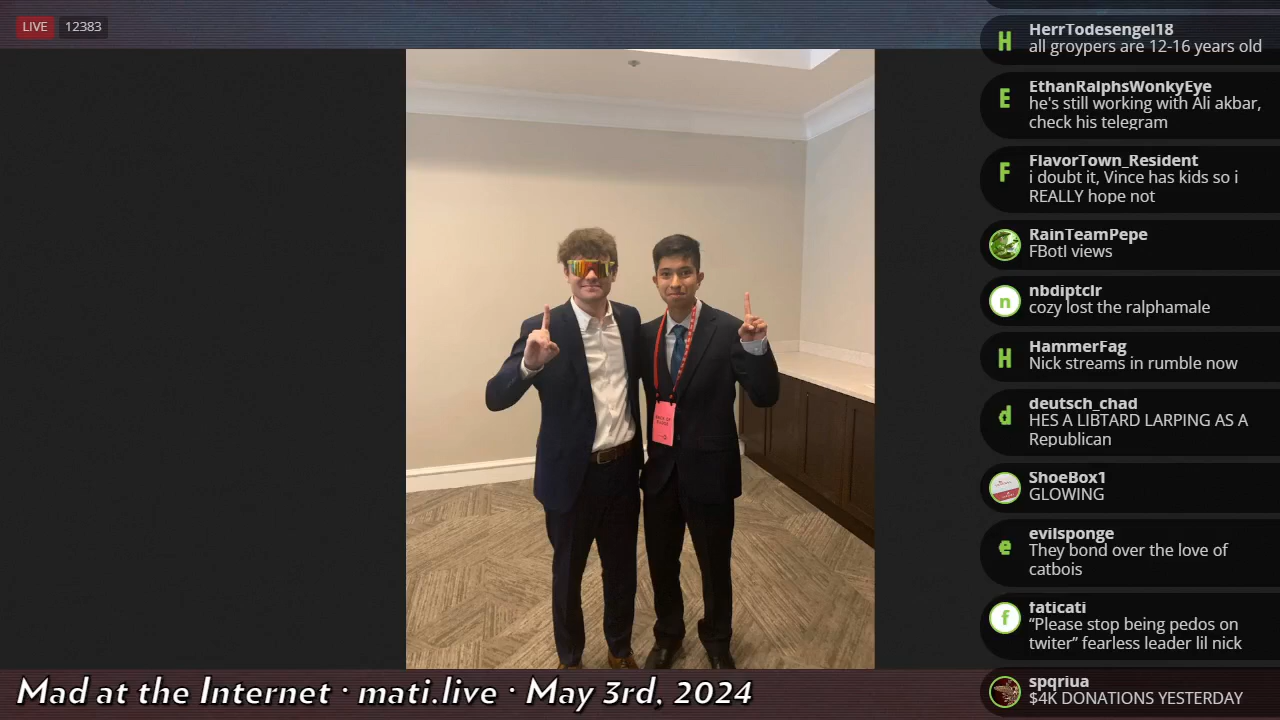 LIVE 12383
HerrTodesengel18
all groypers are 12-16 years old
EthanRalphsWonkyEye
he's still working with Ali akbar,
check his telegram
FlavorTown_Resident
i doubt it, Vince has kids so i
REALLY hope not
RainTeamPepe
FBotI views
nbdiptclr
cozy lost the ralphamale
HammerFag
Nick streams in rumble now
deutsch_chad
HES A LIBTARD LARPING AS A
Republican
ShoeBox1
GLOWING
evilsponge
They bond over the love of
catbois
faticati
“Please stop being pedos on
twiter” fearless leader lil nick
spqriua
$4K DONATIONS YESTERDAY
Mad at the Internet · mati.live · May 3rd, 2024